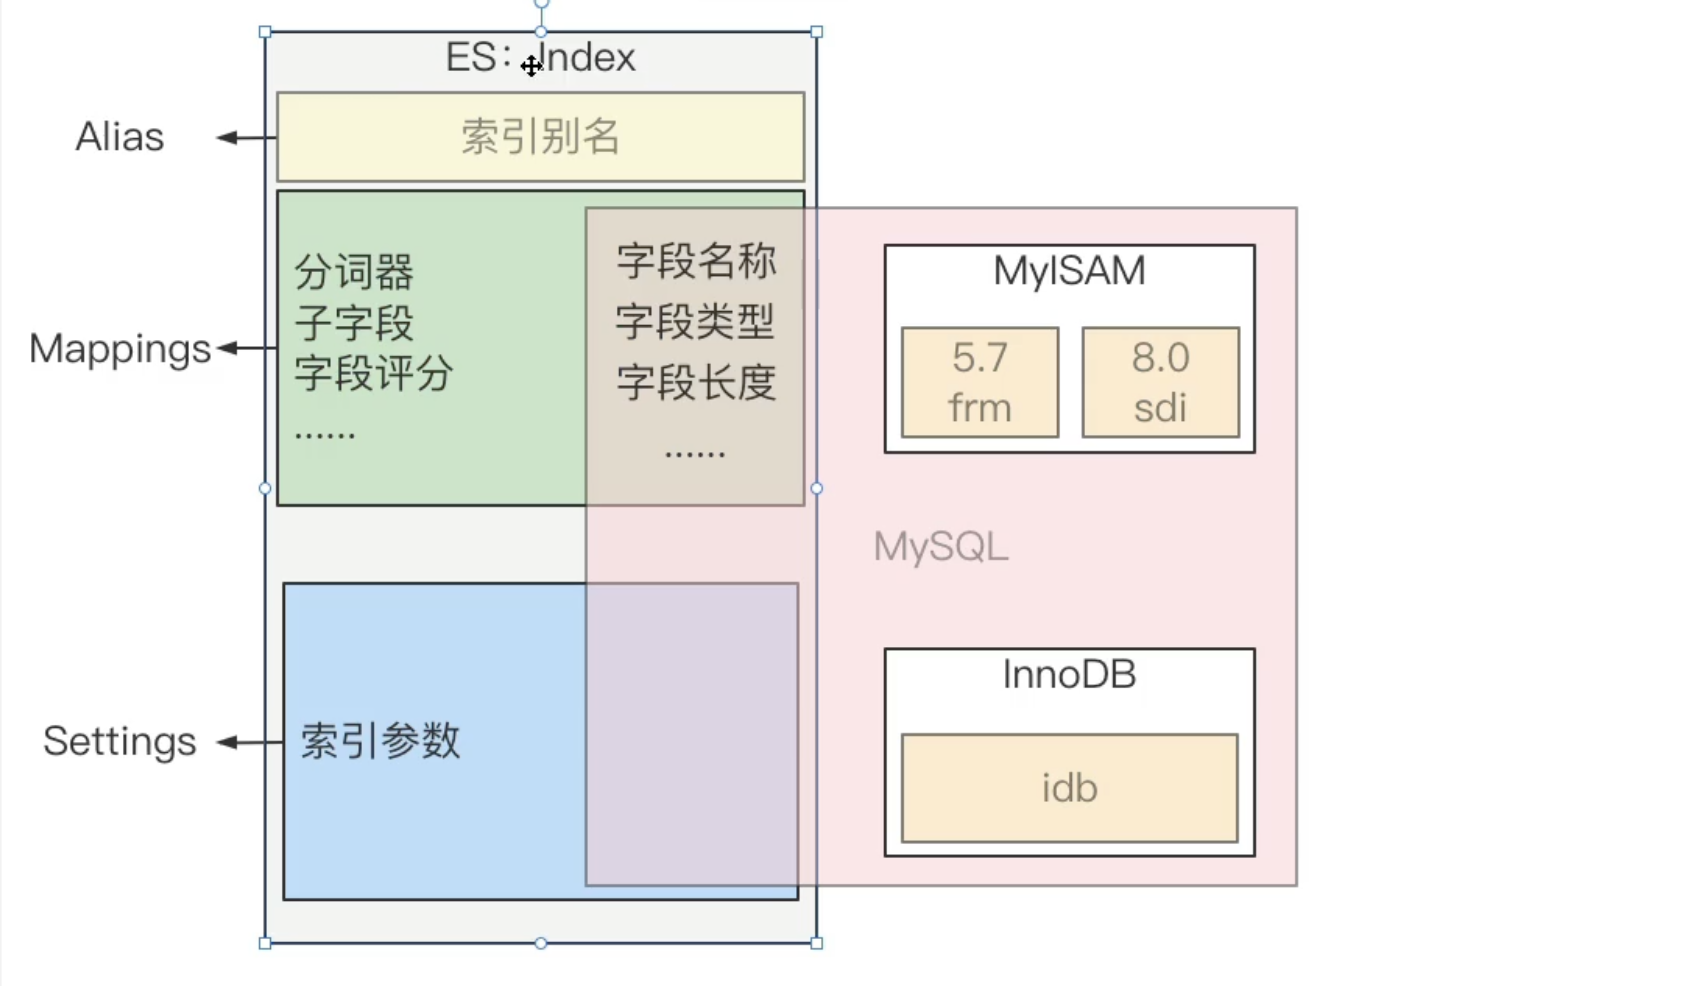 ES：Index
Alias
索引别名
Mappings
分词器
子字段
字段评分
......
字段名称
字段类型
字段长度
......
MyISAM
5.7
frm
8.0
sdi
MySQL
InnoDB
idb
Settings
索引参数